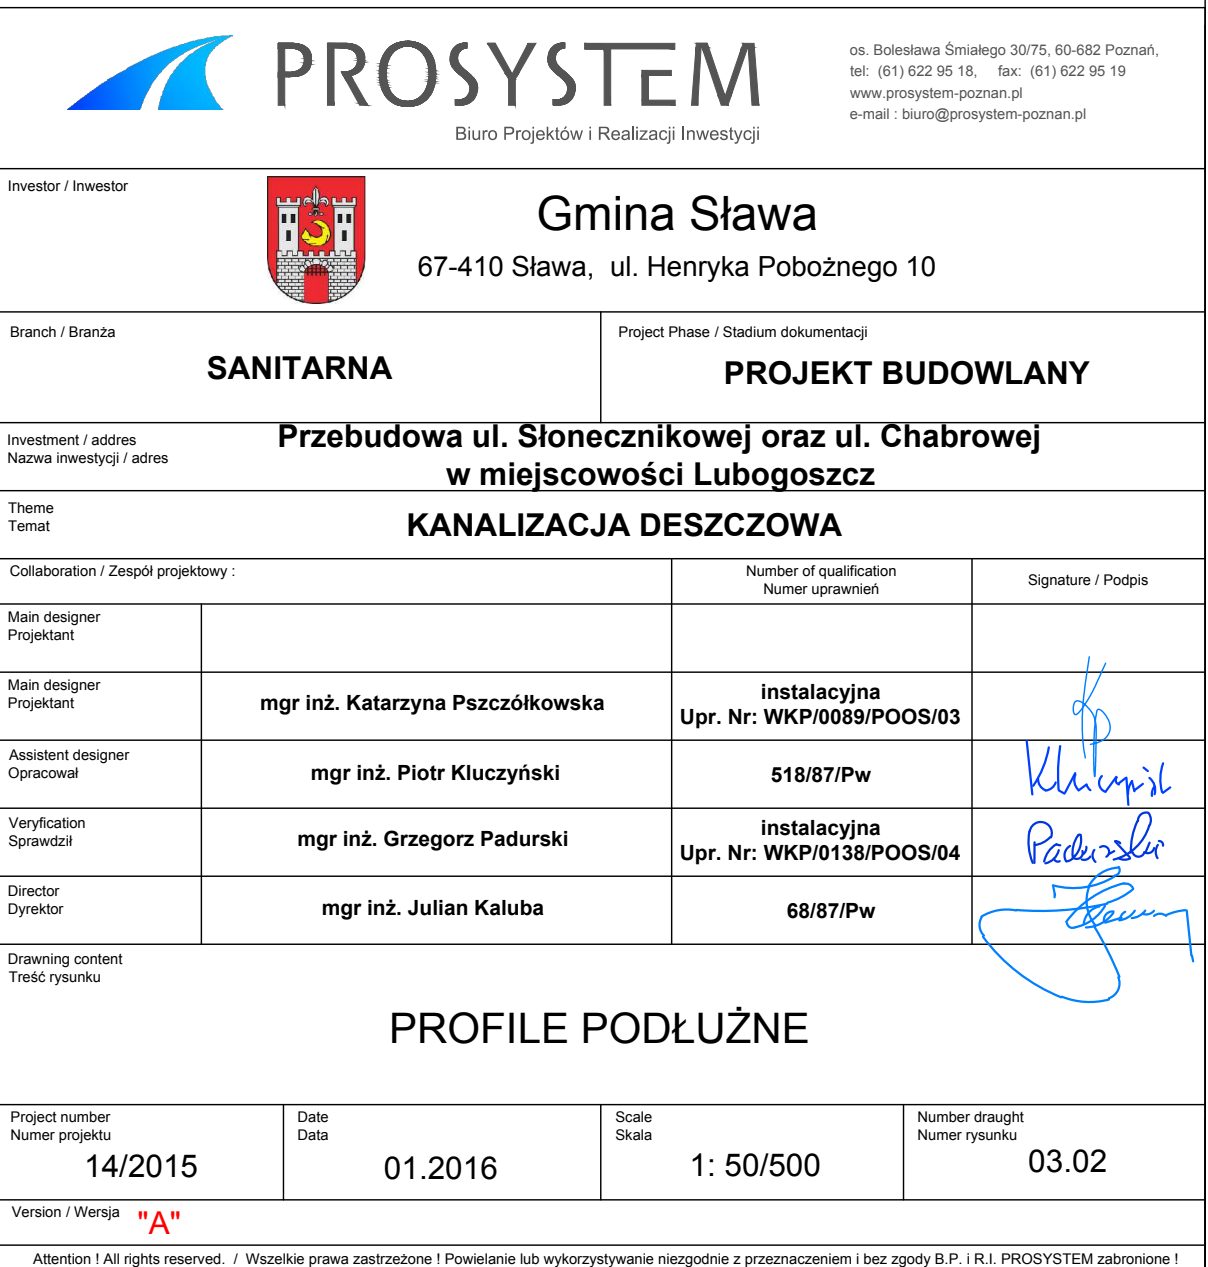 PROSYSTEM
Biuro Projektów i Realizacji Inwestycji
os. Bolesława Śmiałego 30/75, 60-682 Poznań,
tel: (61) 622 95 18, fax: (61) 622 95 19
www.prosystem-poznan.pl
e-mail : biuro@prosystem-poznan.pl
Investor / Inwestor
Gmina Sława
67-410 Sława, ul. Henryka Pobożnego 10
Branch / Branża
SANITARNA
Project Phase / Stadium dokumentacji
PROJEKT BUDOWLANY
Investment / addres
Nazwa inwestycji / adres
Przebudowa ul. Słonecznikowej oraz ul. Chabrowej
w miejscowości Lubogoszcz
Theme
Temat
KANALIZACJA DESZCZOWA
Collaboration / Zespół projektowy :
Number of qualification
Numer uprawnień
Signature / Podpis
Main designer
Projektant
Main designer
Projektant
mgr inż. Katarzyna Pszczółkowska
instalacyjna
Upr. Nr: WKP/0089/POOS/03
Kp
Assistent designer
Opracował
mgr inż. Piotr Kluczyński
518/87/Pw
Veryfication
Sprawdził
mgr inż. Grzegorz Padurski
instalacyjna
Upr. Nr: WKP/0138/POOS/04
Padurski
Director
Dyrektor
mgr inż. Julian Kaluba
68/87/Pw
Drawning content
Treść rysunku
PROFILE PODŁUŻNE
Project number
Numer projektu
14/2015
Date
Data
01.2016
Scale
Skala
1: 50/500
Number draught
Numer rysunku
03.02
Version / Wersja "A"
Attention ! All rights reserved. / Wszelkie prawa zastrzeżone ! Powielanie lub wykorzystywanie niezgodnie z przeznaczeniem i bez zgody B.P. i R.I. PROSYSTEM zabronione !